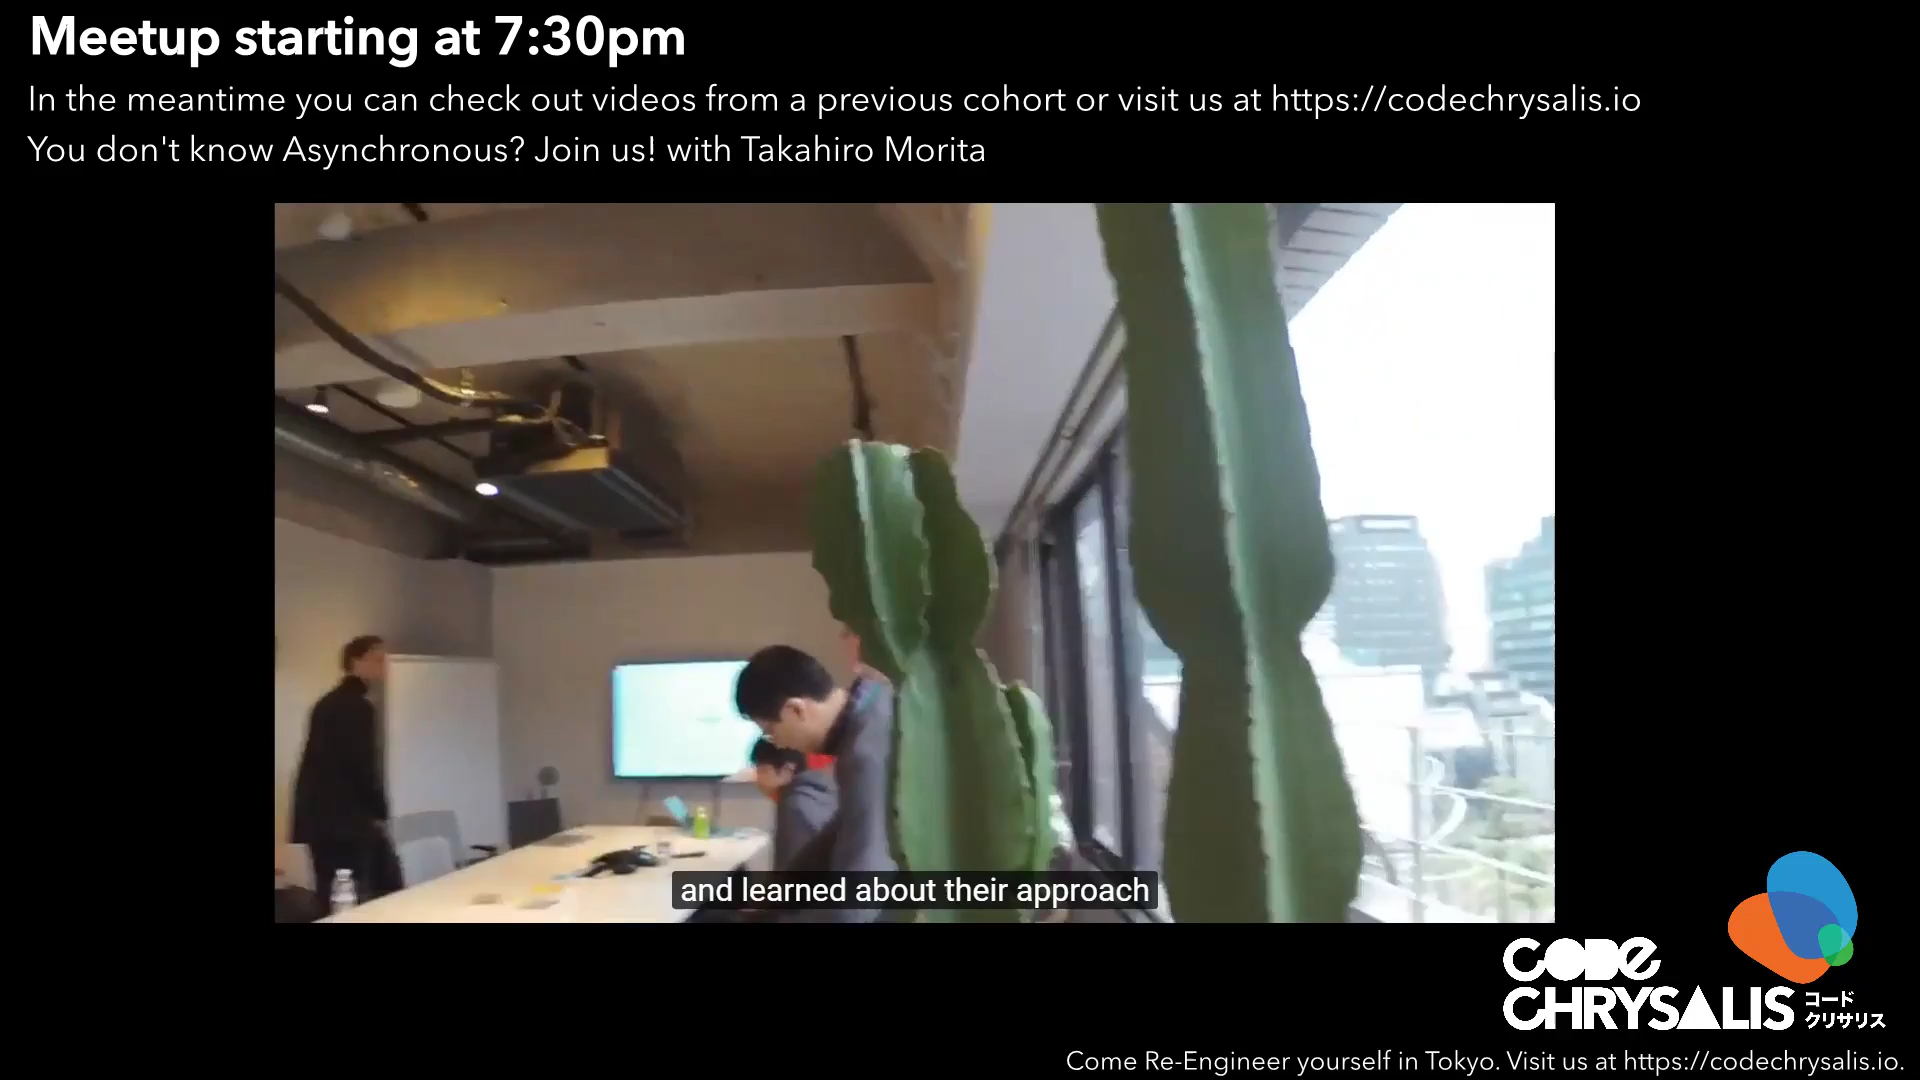 Meetup starting at 7:30pm
In the meantime you can check out videos from a previous cohort or visit us at https://codechrysalis.io
You don't know Asynchronous? Join us! with Takahiro Morita
and learned about their approach
CODE
CHRYSALIS
コード
クリサリス
Come Re-Engineer yourself in Tokyo. Visit us at https://codechrysalis.io.